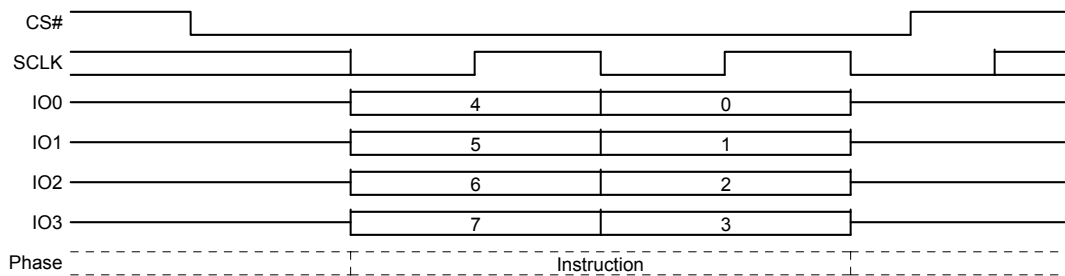 CS#
SCLK
IO0 4 0
IO1 5 1
IO2 6 2
IO3 7 3
Phase Instruction